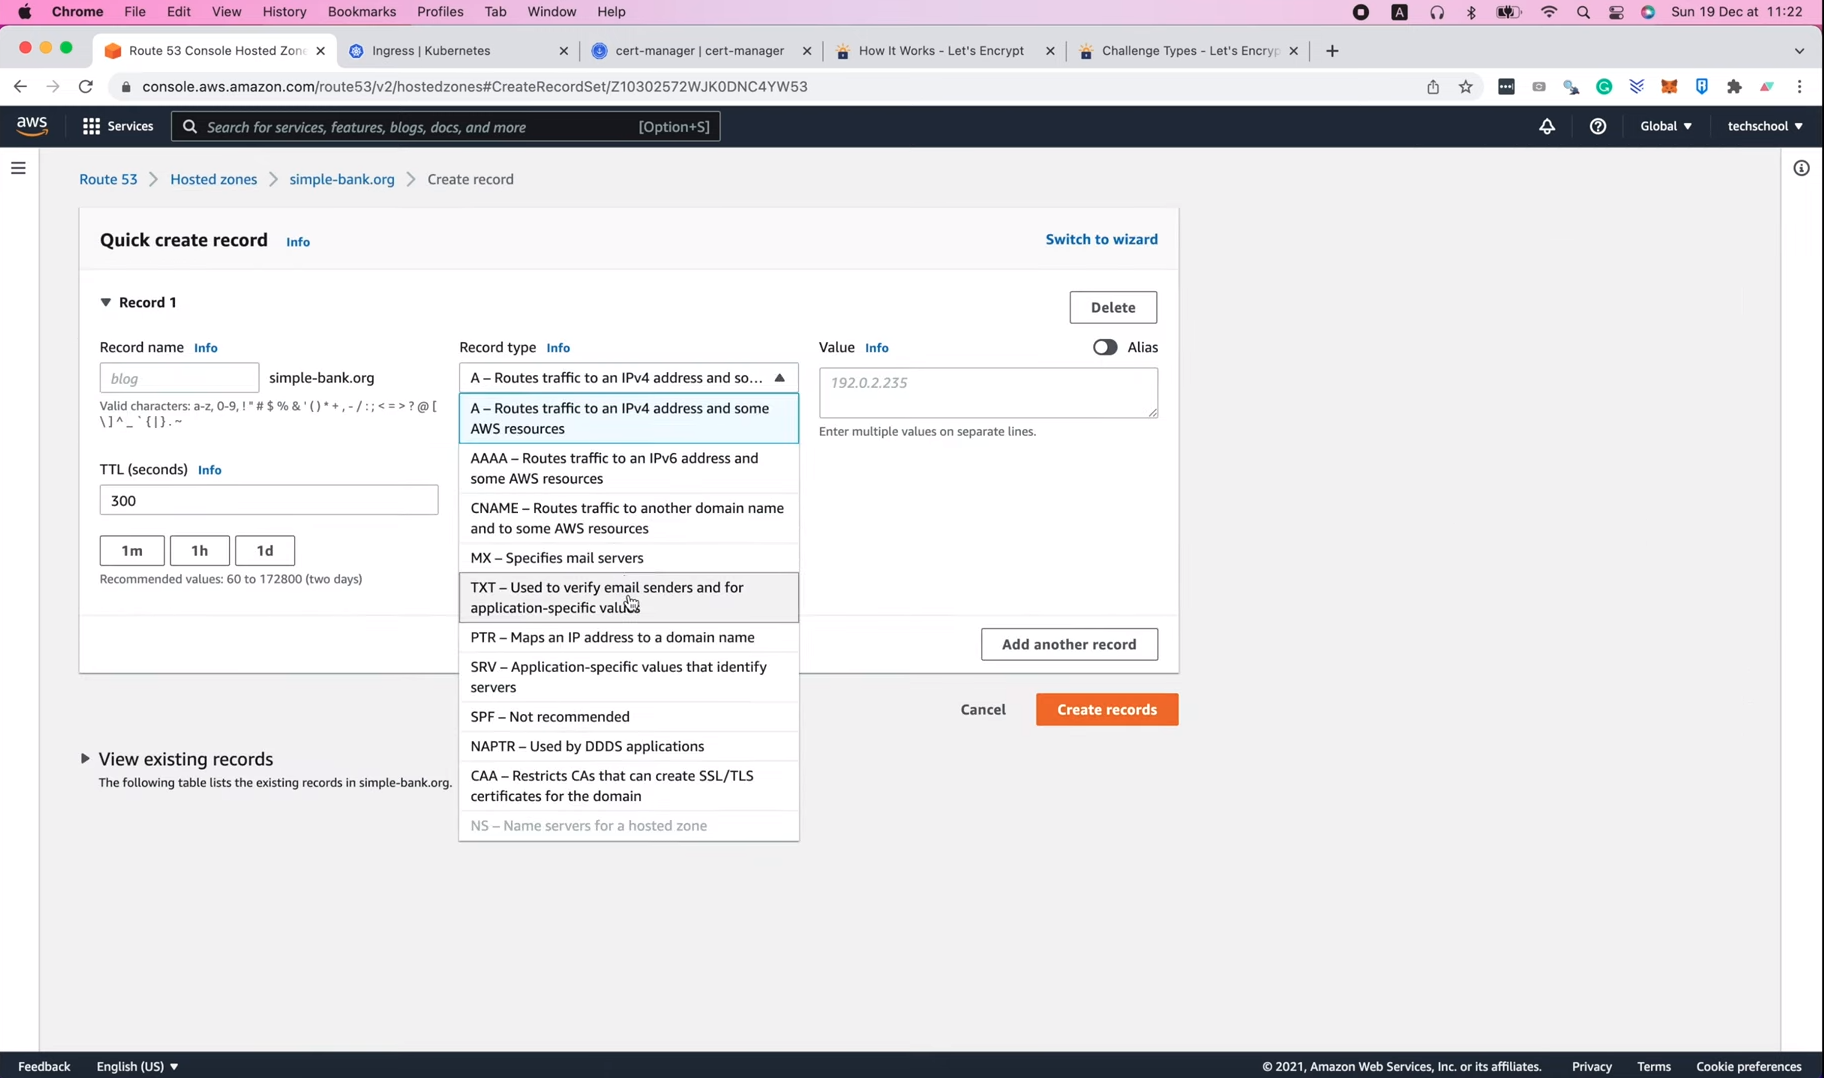 Chrome File Edit View History Bookmarks Profiles Tab Window Help A Sun 19 Dec at 11:22
Route 53 Console Hosted Zone Ingress | Kubernetes cert-manager | cert-manager How It Works - Let's Encrypt Challenge Types - Let's Encryp
console.aws.amazon.com/route53/v2/hostedzones#CreateRecordSet/Z10302572WJK0DNC4YW53
aws Services Search for services, features, blogs, docs, and more [Option+S] Global techschool
Route 53 Hosted zones simple-bank.org Create record
Quick create record Info Switch to wizard
Record 1
Delete
Record name Info Record type Info Value Info Alias
blog simple-bank.org A – Routes traffic to an IPv4 address and so... 192.0.2.235
Valid characters: a-z, 0-9, ! " # $ % & ' ( ) * + , - / : ; < = > ? @ [
\ ] ^ _ ` { | } . ~
A – Routes traffic to an IPv4 address and some
AWS resources
Enter multiple values on separate lines.
AAAA – Routes traffic to an IPv6 address and
some AWS resources
TTL (seconds) Info
300
CNAME – Routes traffic to another domain name
and to some AWS resources
1m 1h 1d
MX – Specifies mail servers
Recommended values: 60 to 172800 (two days)
TXT – Used to verify email senders and for
application-specific values
PTR – Maps an IP address to a domain name
Add another record
SRV – Application-specific values that identify
servers
SPF – Not recommended
Cancel Create records
NAPTR – Used by DDDS applications
View existing records
The following table lists the existing records in simple-bank.org.
CAA – Restricts CAs that can create SSL/TLS
certificates for the domain
NS – Name servers for a hosted zone
Feedback English (US) © 2021, Amazon Web Services, Inc. or its affiliates. Privacy Terms Cookie preferences